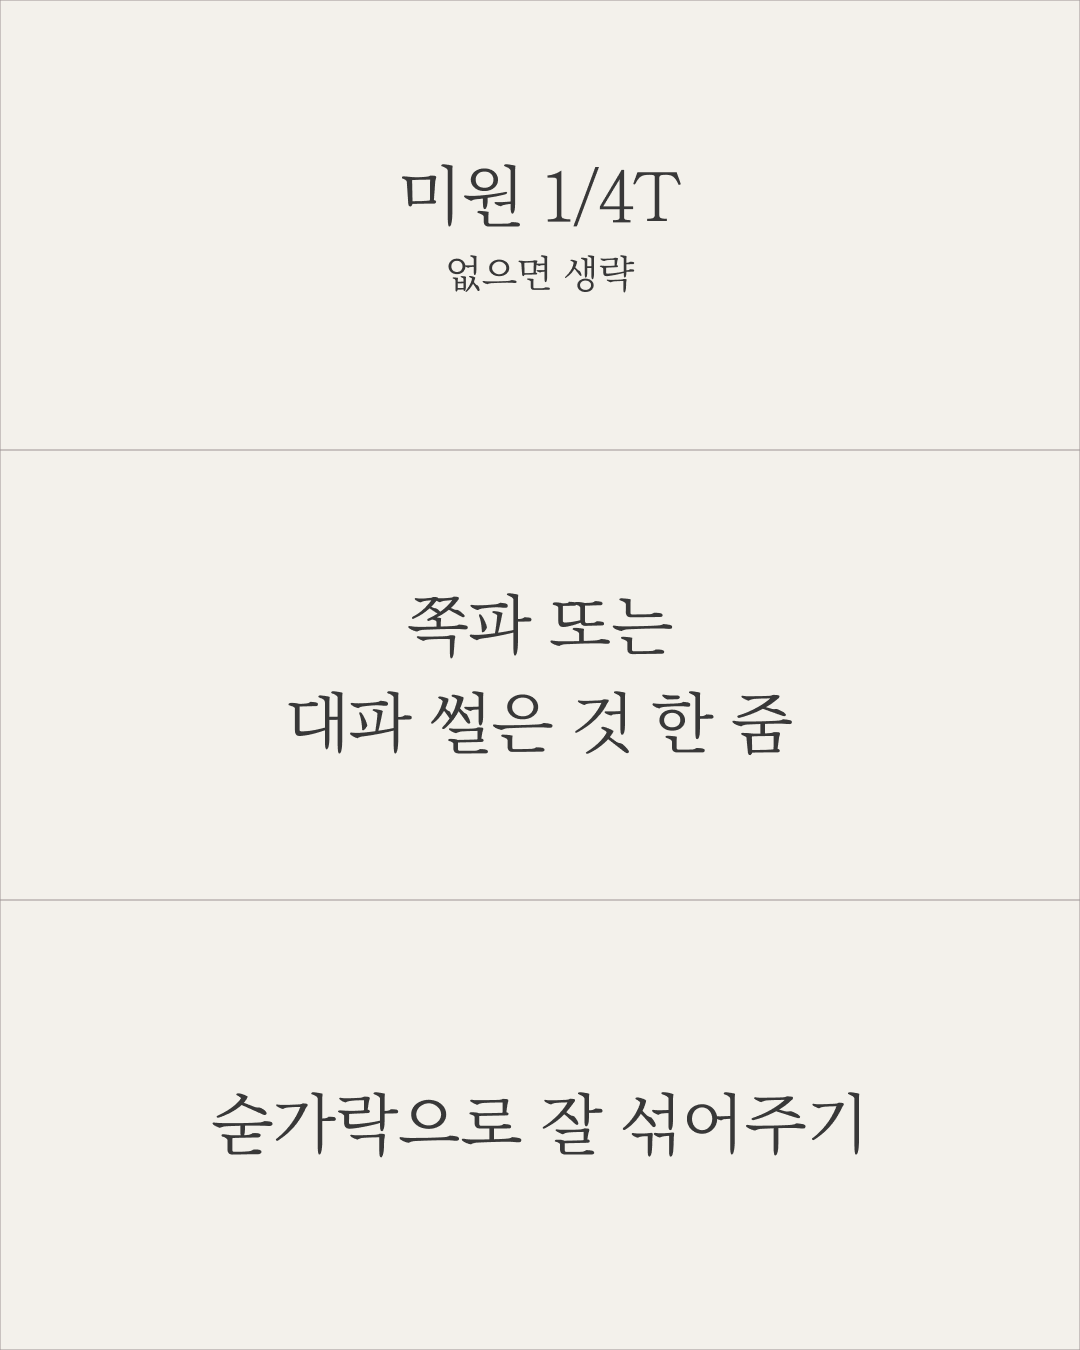 미원 1/4T
없으면 생략
쪽파 또는
대파 썰은 것 한 줌
숟가락으로 잘 섞어주기